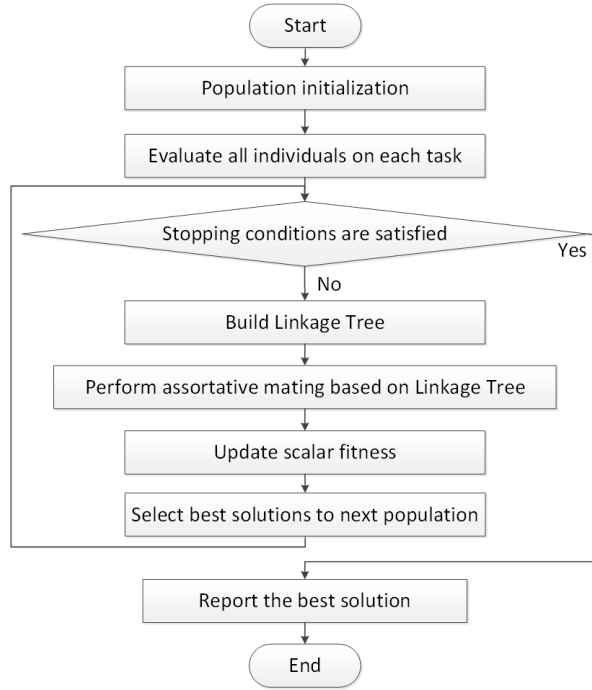 Start
Population initialization
Evaluate all individuals on each task
Stopping conditions are satisfied
Yes
No
Build Linkage Tree
Perform assortative mating based on Linkage Tree
Update scalar fitness
Select best solutions to next population
Report the best solution
End